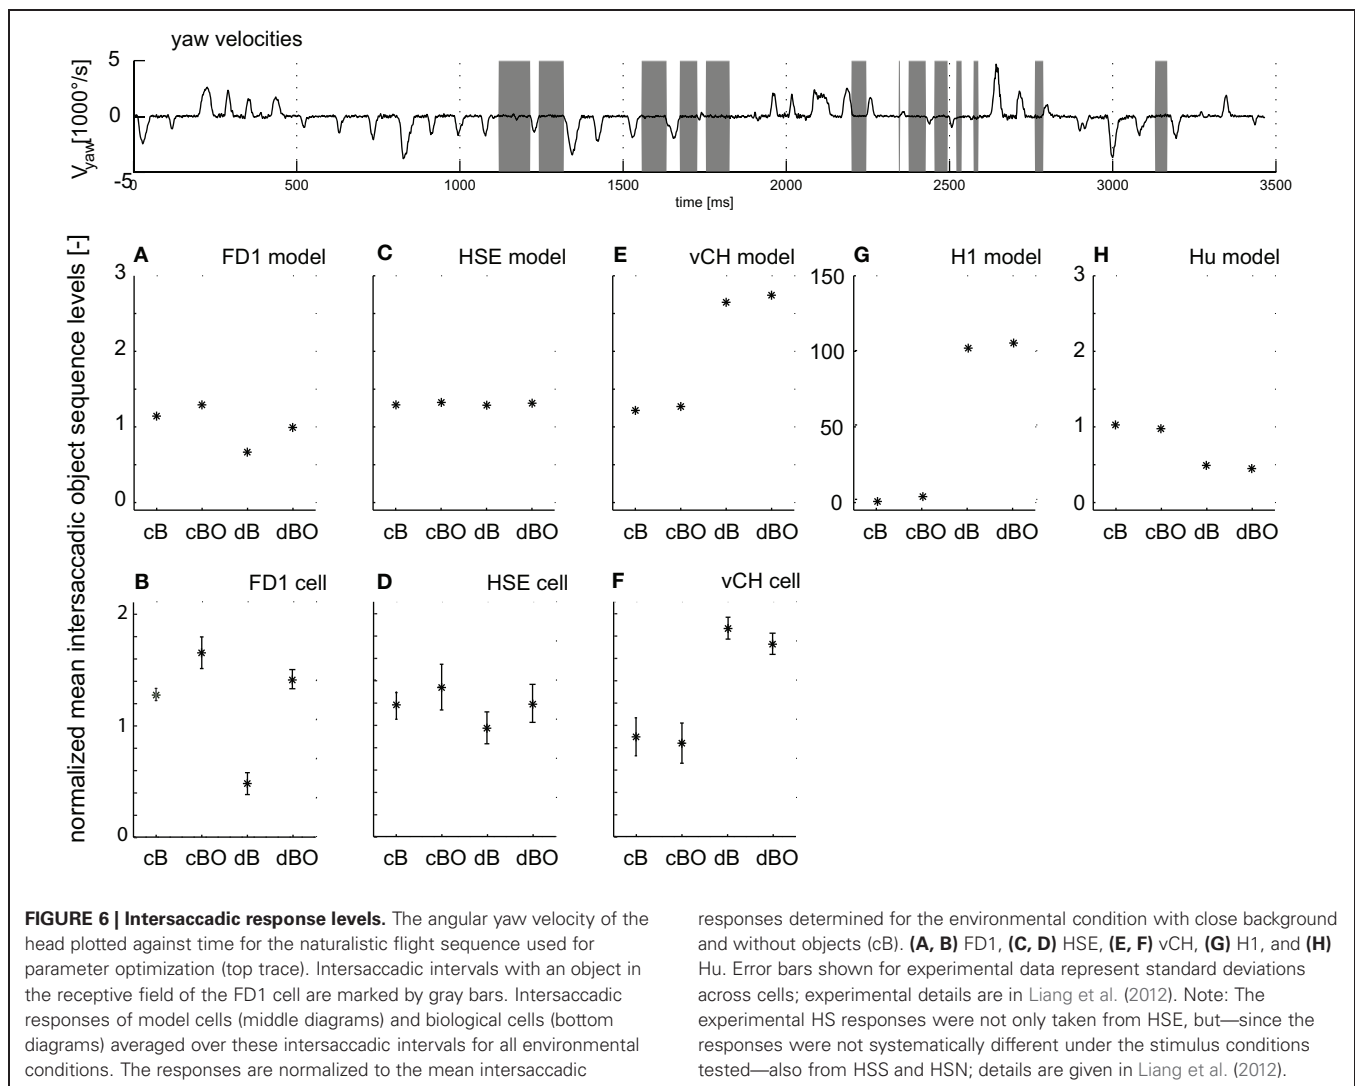 yaw velocities
V_yaw [1000°/s]
5
0
-5
0 500 1000 1500 2000 2500 3000 3500
time [ms]
normalized mean intersaccadic object sequence levels [-]
A FD1 model
3
2
1
0
cB cBO dB dBO
C HSE model
cB cBO dB dBO
E vCH model
cB cBO dB dBO
G H1 model
150
100
50
0
cB cBO dB dBO
H Hu model
3
2
1
0
cB cBO dB dBO
B FD1 cell
2
1
0
cB cBO dB dBO
D HSE cell
cB cBO dB dBO
F vCH cell
cB cBO dB dBO
FIGURE 6 | Intersaccadic response levels. The angular yaw velocity of the
head plotted against time for the naturalistic flight sequence used for
parameter optimization (top trace). Intersaccadic intervals with an object in
the receptive field of the FD1 cell are marked by gray bars. Intersaccadic
responses of model cells (middle diagrams) and biological cells (bottom
diagrams) averaged over these intersaccadic intervals for all environmental
conditions. The responses are normalized to the mean intersaccadic
responses determined for the environmental condition with close background
and without objects (cB). (A, B) FD1, (C, D) HSE, (E, F) vCH, (G) H1, and (H)
Hu. Error bars shown for experimental data represent standard deviations
across cells; experimental details are in Liang et al. (2012). Note: The
experimental HS responses were not only taken from HSE, but—since the
responses were not systematically different under the stimulus conditions
tested—also from HSS and HSN; details are given in Liang et al. (2012).